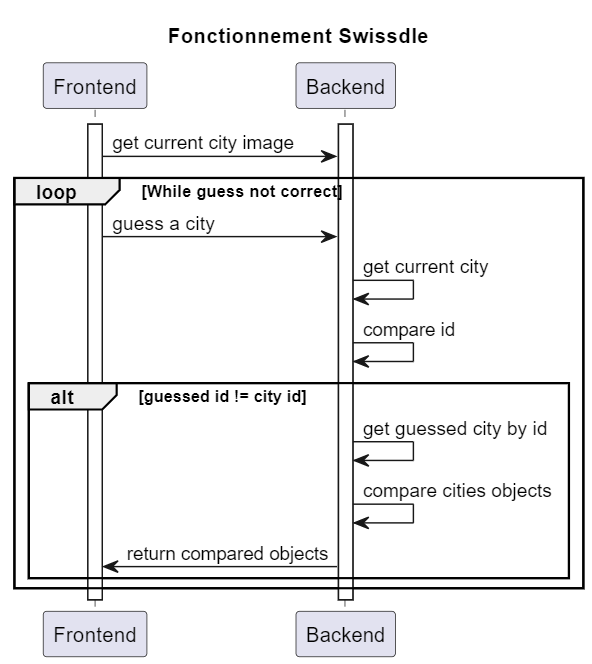 Fonctionnement Swissdle
Frontend
Backend
get current city image
loop
[While guess not correct]
guess a city
get current city
compare id
alt
[guessed id != city id]
get guessed city by id
compare cities objects
return compared objects
Frontend
Backend